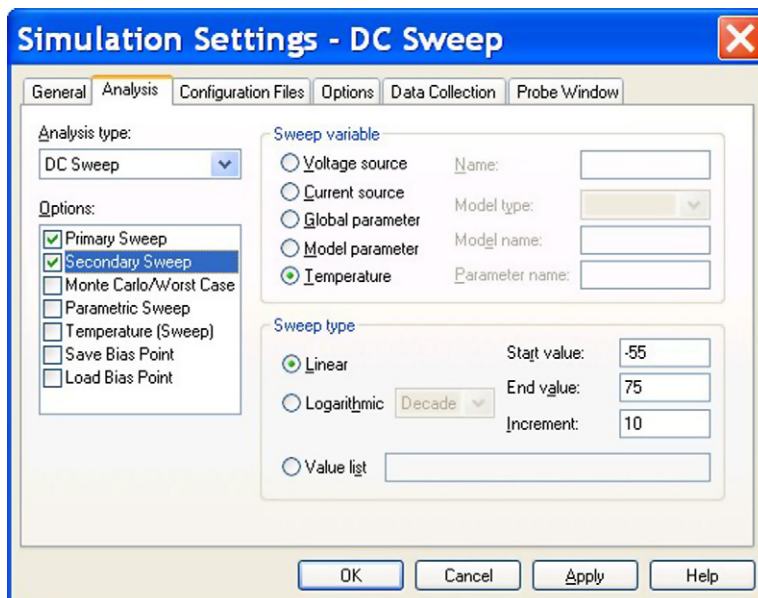 Simulation Settings - DC Sweep
General Analysis Configuration Files Options Data Collection Probe Window
Analysis type:
DC Sweep
Options:
Primary Sweep
Secondary Sweep
Monte Carlo/Worst Case
Parametric Sweep
Temperature (Sweep)
Save Bias Point
Load Bias Point
Sweep variable
Voltage source
Current source
Global parameter
Model parameter
Temperature
Name:
Model type:
Model name:
Parameter name:
Sweep type
Linear
Logarithmic Decade
Value list
Start value: -55
End value: 75
Increment: 10
OK Cancel Apply Help